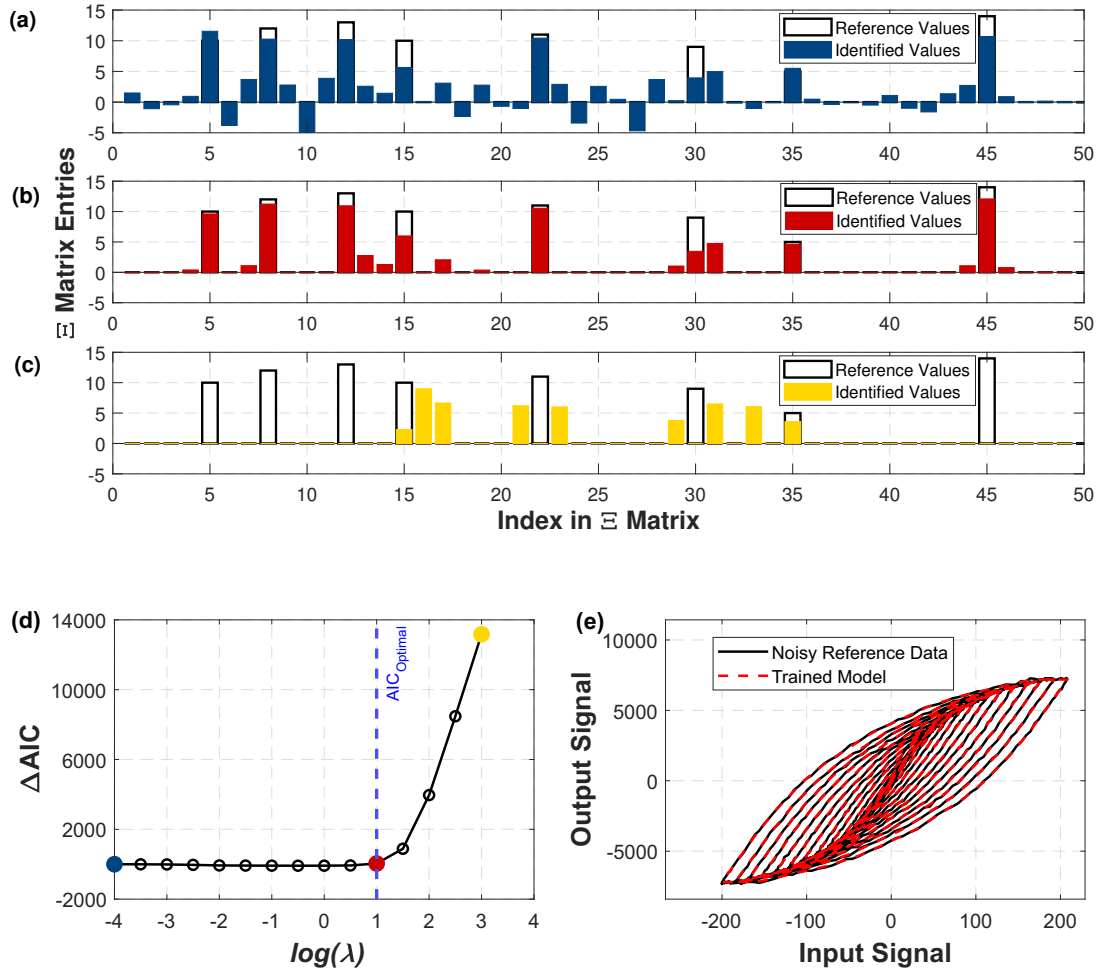 (a)
15
10
5
0
-5
Reference Values
Identified Values
0 5 10 15 20 25 30 35 40 45 50
(b)
15
10
5
0
-5
Reference Values
Identified Values
0 5 10 15 20 25 30 35 40 45 50
Ξ Matrix Entries
(c)
15
10
5
0
-5
Reference Values
Identified Values
0 5 10 15 20 25 30 35 40 45 50
Index in Ξ Matrix
(d)
14000
10000
6000
2000
-2000
ΔAIC
AIC_Optimal
-4 -3 -2 -1 0 1 2 3 4
log(λ)
(e)
10000
5000
0
-5000
Output Signal
Noisy Reference Data
Trained Model
-200 -100 0 100 200
Input Signal